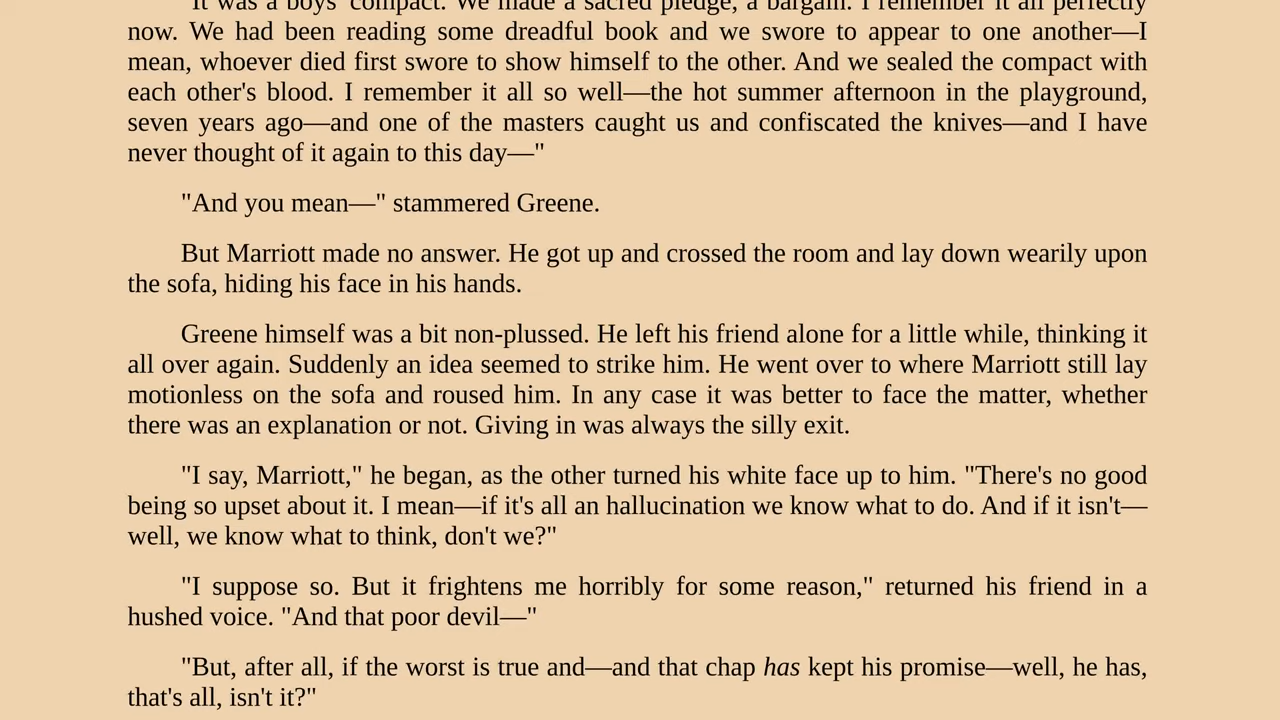 "It was a boys' compact. We made a sacred pledge, a bargain. I remember it all perfectly
now. We had been reading some dreadful book and we swore to appear to one another—I
mean, whoever died first swore to show himself to the other. And we sealed the compact with
each other's blood. I remember it all so well—the hot summer afternoon in the playground,
seven years ago—and one of the masters caught us and confiscated the knives—and I have
never thought of it again to this day—"
"And you mean—" stammered Greene.
But Marriott made no answer. He got up and crossed the room and lay down wearily upon
the sofa, hiding his face in his hands.
Greene himself was a bit non-plussed. He left his friend alone for a little while, thinking it
all over again. Suddenly an idea seemed to strike him. He went over to where Marriott still lay
motionless on the sofa and roused him. In any case it was better to face the matter, whether
there was an explanation or not. Giving in was always the silly exit.
"I say, Marriott," he began, as the other turned his white face up to him. "There's no good
being so upset about it. I mean—if it's all an hallucination we know what to do. And if it isn't—
well, we know what to think, don't we?"
"I suppose so. But it frightens me horribly for some reason," returned his friend in a
hushed voice. "And that poor devil—"
"But, after all, if the worst is true and—and that chap has kept his promise—well, he has,
that's all, isn't it?"